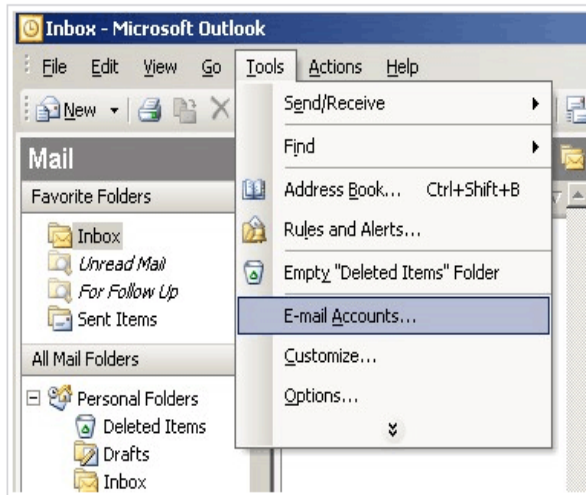 Inbox - Microsoft Outlook
File Edit View Go Tools Actions Help
New
Send/Receive
Find
Address Book... Ctrl+Shift+B
Rules and Alerts...
Empty "Deleted Items" Folder
E-mail Accounts...
Customize...
Options...
Mail
Favorite Folders
Inbox
Unread Mail
For Follow Up
Sent Items
All Mail Folders
Personal Folders
Deleted Items
Drafts
Inbox